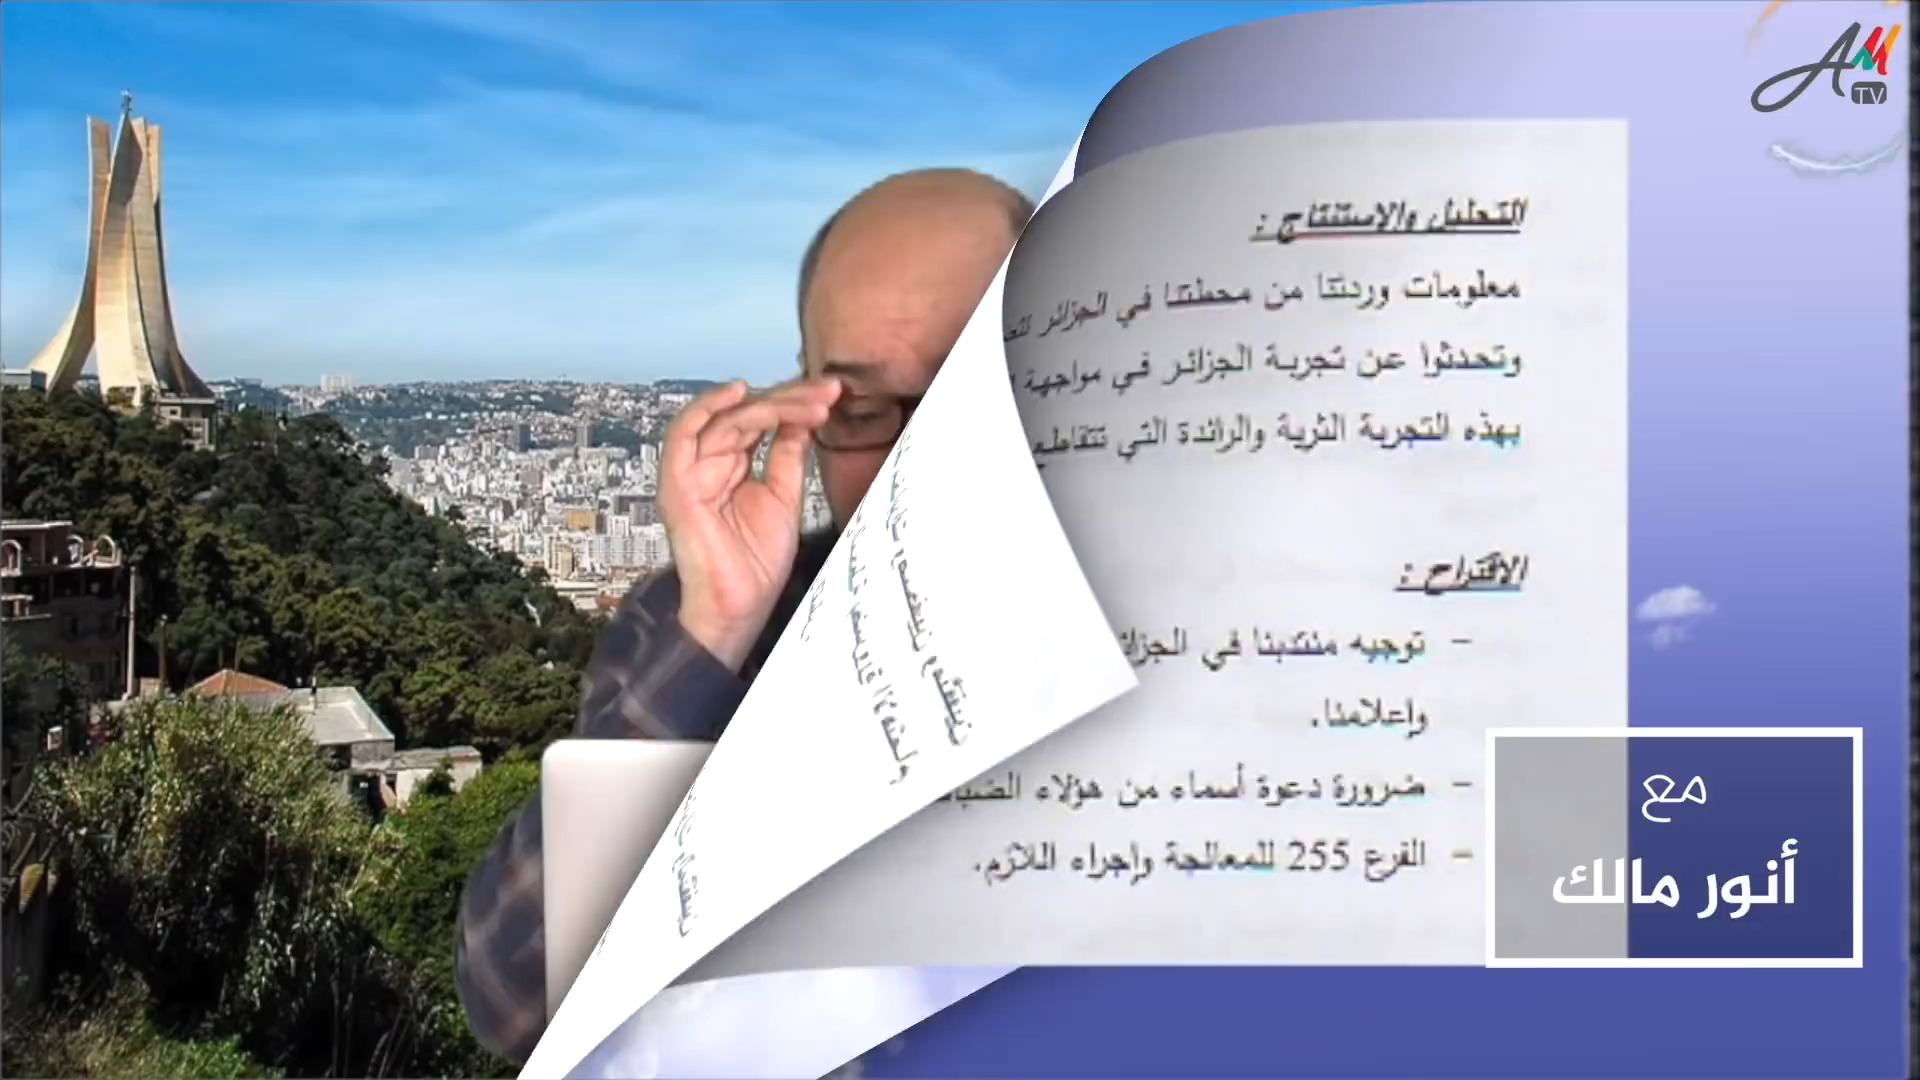 AM
TV
التحليل والاستنتاج :
معلومات وردتنا من محطتنا في الجزائر
وتحدثوا عن تجربة الجزائر في مواجهة
بهذه التجربة الثرية والرائدة التي تتقاطع
الاقتراح :
- توجيه منتدبنا في
وإعلامنا.
- ضرورة دعوة أسماء من هؤلاء
- الفرع 255 للمعالجة وإجراء اللازم.
مع
أنور مالك